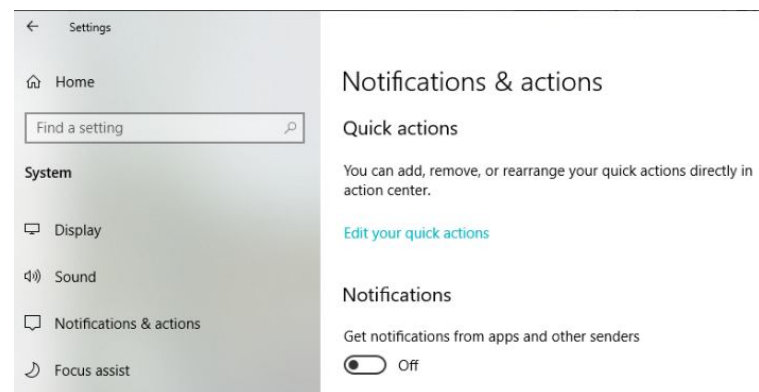 Settings
Home
Find a setting
System
Display
Sound
Notifications & actions
Focus assist
Notifications & actions
Quick actions
You can add, remove, or rearrange your quick actions directly in
action center.
Edit your quick actions
Notifications
Get notifications from apps and other senders
Off